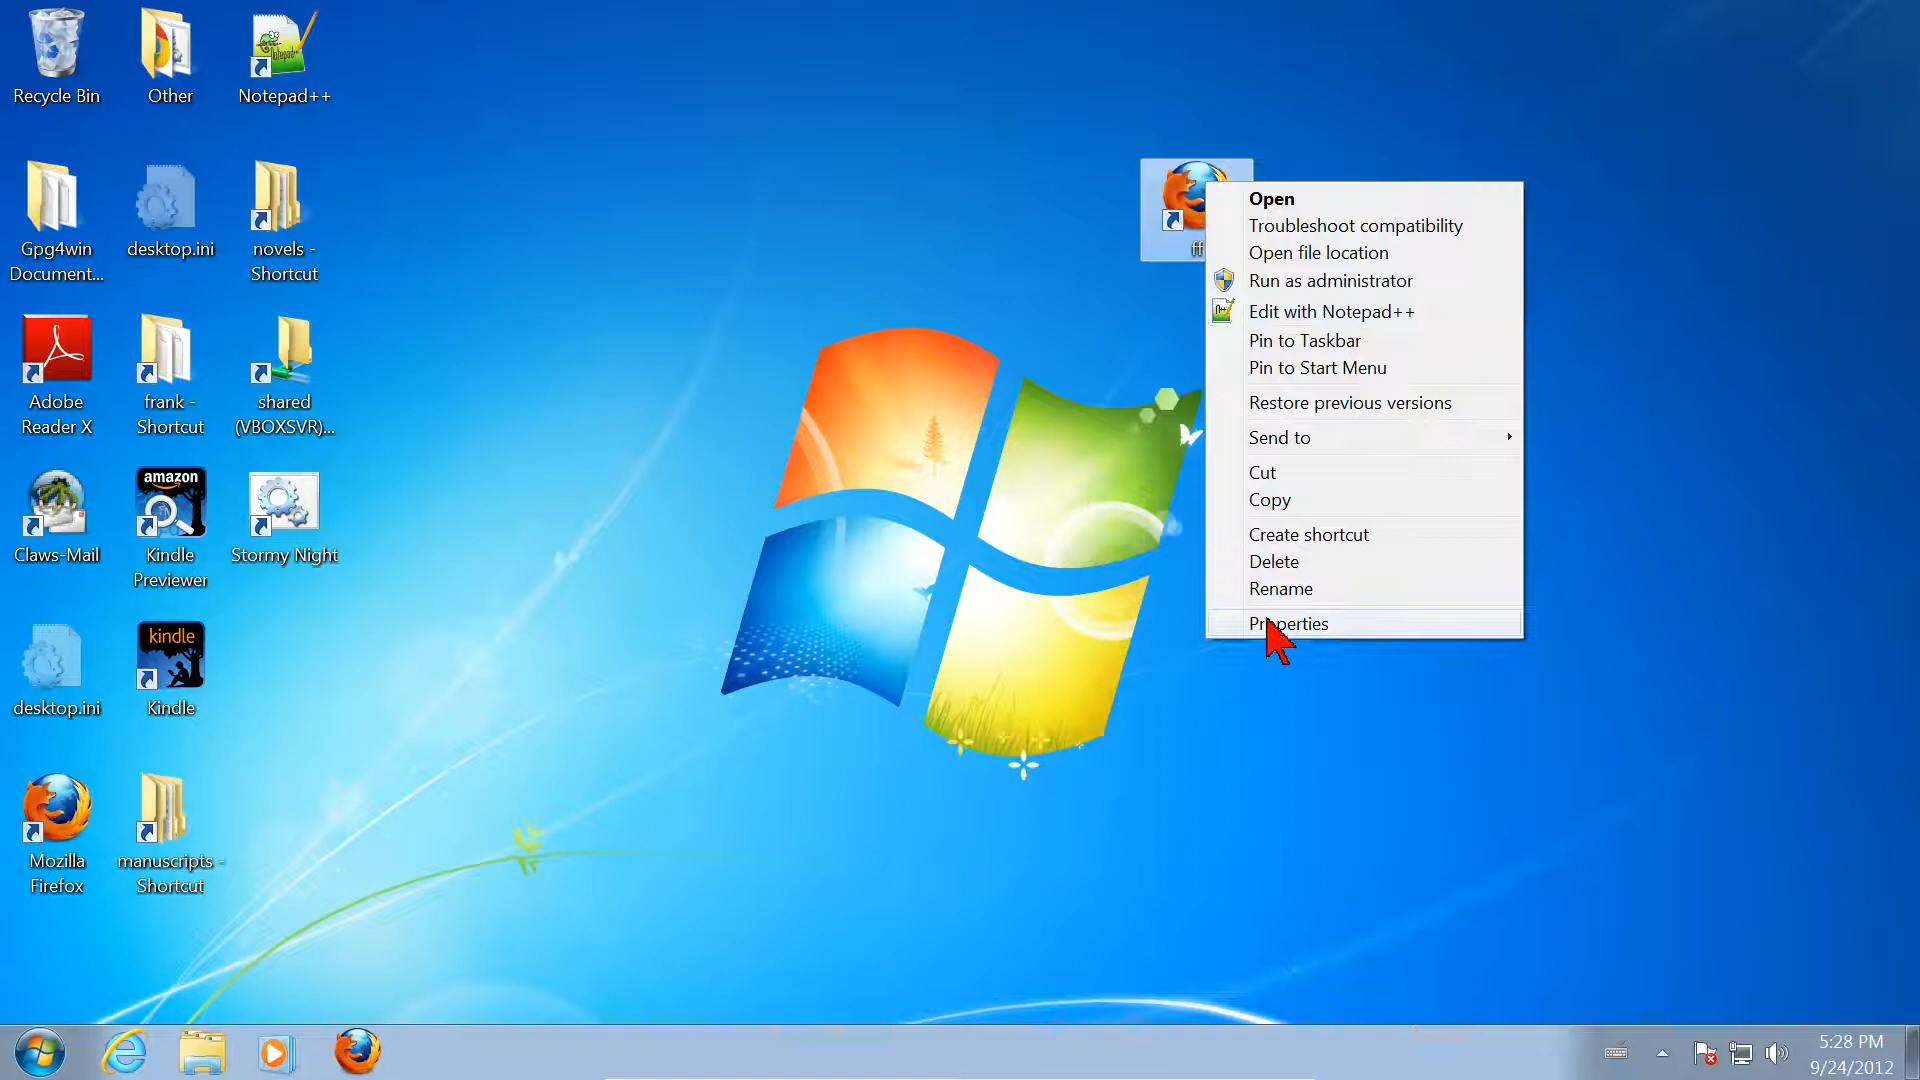 Recycle Bin
Other
Notepad++
Gpg4win
Document...
desktop.ini
novels -
Shortcut
Adobe
Reader X
frank -
Shortcut
shared
(VBOXSVR)...
Claws-Mail
amazon
Kindle
Previewer
Stormy Night
desktop.ini
kindle
Kindle
Mozilla
Firefox
manuscripts -
Shortcut
ff
Open
Troubleshoot compatibility
Open file location
Run as administrator
Edit with Notepad++
Pin to Taskbar
Pin to Start Menu
Restore previous versions
Send to
Cut
Copy
Create shortcut
Delete
Rename
Properties
5:28 PM
9/24/2012